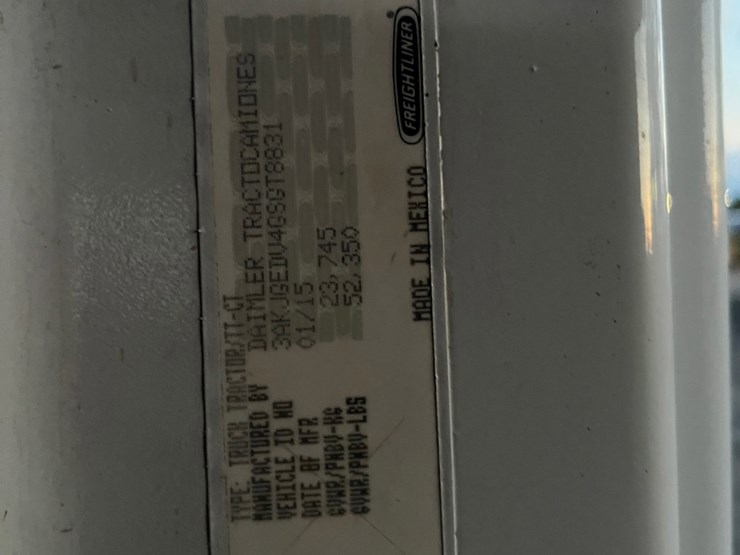 TYPE: TRUCK TRACTOR/TT-CT
MANUFACTURED BY DAIMLER TRACTOCAMIONES
VEHICLE ID NO 3AKJGEDV4GSGT8831
DATE OF MFR 01/15
GVWR/PNBV-KG 23,745
GVWR/PNBV-LBS 52,350
MADE IN MEXICO
FREIGHTLINER